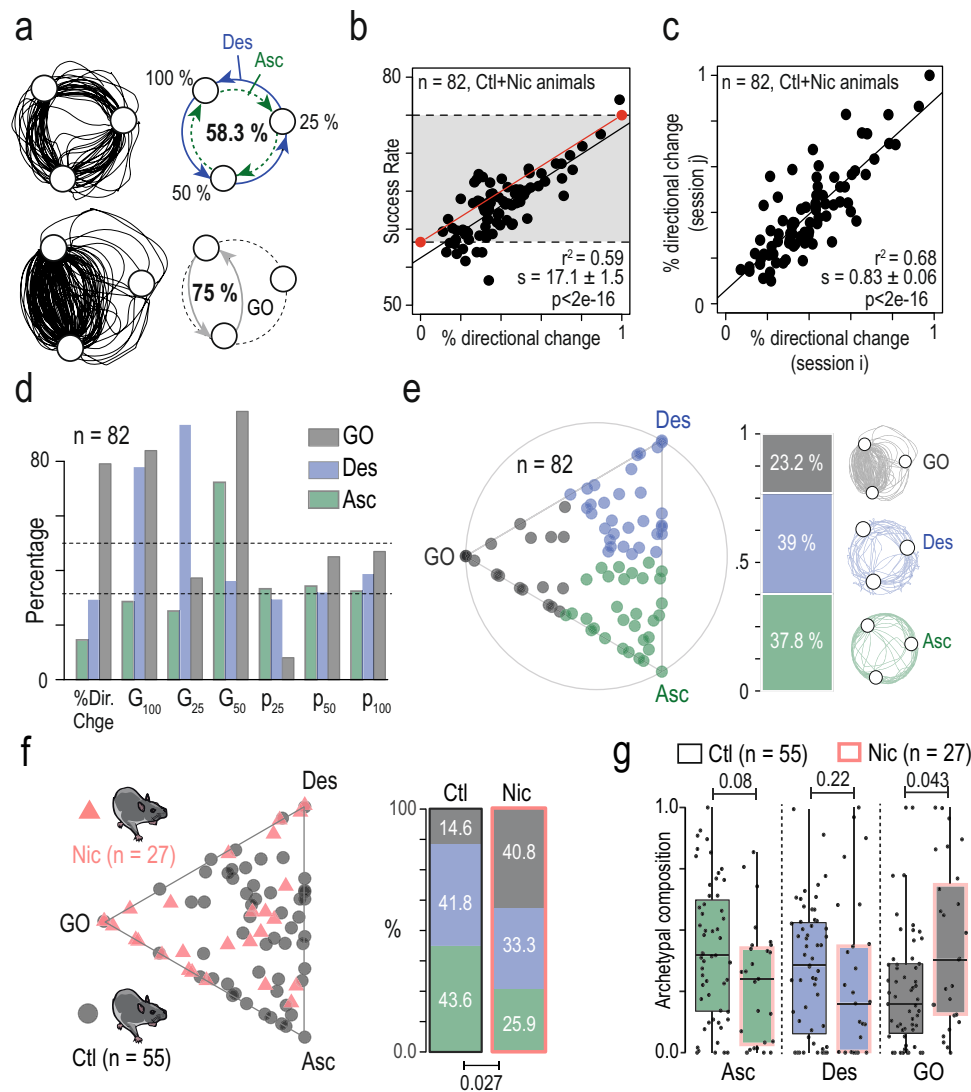 a
Des
Asc
100 %
58.3 %
25 %
50 %
75 %
GO
b
80
n = 82, Ctl+Nic animals
Success Rate
r² = 0.59
s = 17.1 ± 1.5
p<2e-16
50
0
1
% directional change
c
1
n = 82, Ctl+Nic animals
% directional change
(session j)
r² = 0.68
s = 0.83 ± 0.06
p<2e-16
0
0
1
% directional change
(session i)
d
n = 82
GO
Des
Asc
80
Percentage
0
%Dir.
Chge
G₁₀₀
G₂₅
G₅₀
p₂₅
p₅₀
p₁₀₀
e
Des
n = 82
GO
Asc
1
.5
0
23.2 %
39 %
37.8 %
GO
Des
Asc
f
Nic (n = 27)
Des
GO
Ctl (n = 55)
Asc
Ctl
Nic
100
%
0.0
14.6
41.8
43.6
40.8
33.3
25.9
0.027
g
Ctl (n = 55)
Nic (n = 27)
0.08
0.22
0.043
1.0
Archetypal composition
0.0
Asc
Des
GO